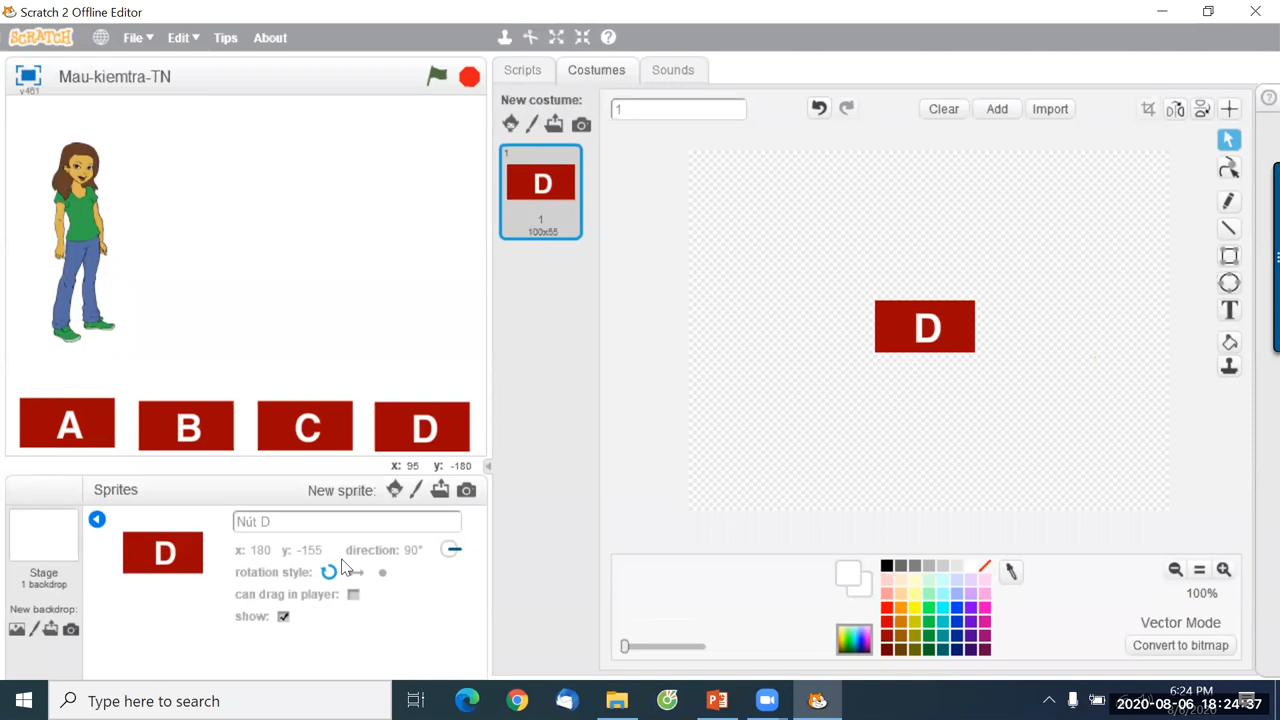 Scratch 2 Offline Editor
SCRATCH File Edit Tips About
Mau-kiemtra-TN
v461
Scripts Costumes Sounds
New costume:
1
Clear Add Import
1
D
1
100x55
D
A B C D
x: 95 y: -180
Sprites New sprite:
Nút D
D
x: 180 y: -155 direction: 90°
rotation style:
can drag in player:
show:
Stage
1 backdrop
New backdrop:
T
100%
Vector Mode
Convert to bitmap
Type here to search
6:24 PM
2020-08-06 18:24:37